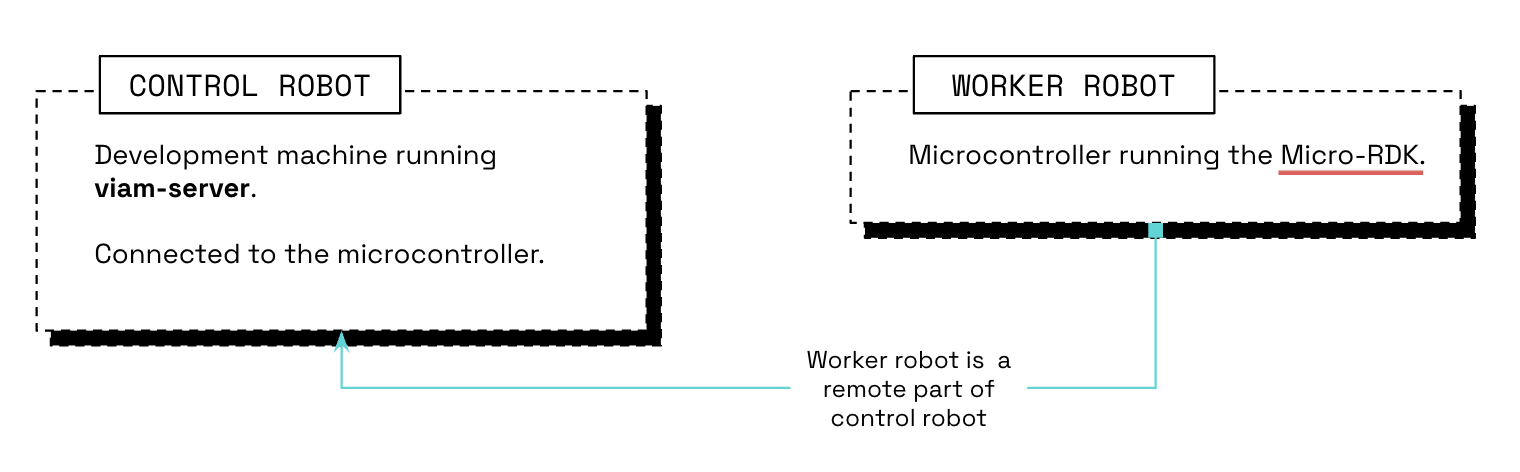 CONTROL ROBOT
Development machine running
viam-server.
Connected to the microcontroller.
WORKER ROBOT
Microcontroller running the Micro-RDK.
Worker robot is a
remote part of
control robot